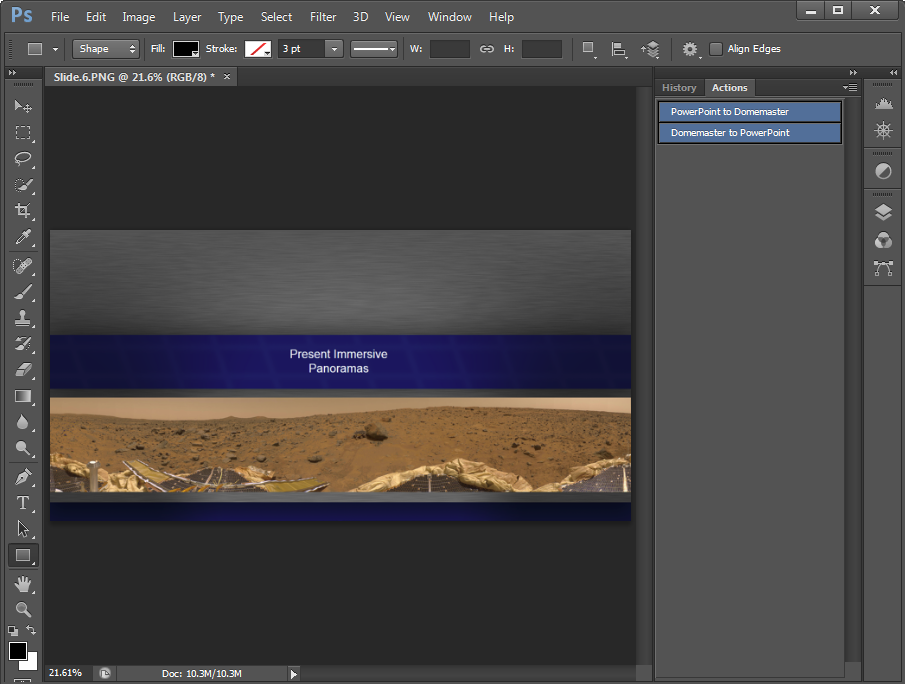 Ps File Edit Image Layer Type Select Filter 3D View Window Help
Shape Fill: Stroke: 3 pt W: H: Align Edges
Slide.6.PNG @ 21.6% (RGB/8) * ×
History Actions
PowerPoint to Domemaster
Domemaster to PowerPoint
Present Immersive
Panoramas
T
21.61% Doc: 10.3M/10.3M